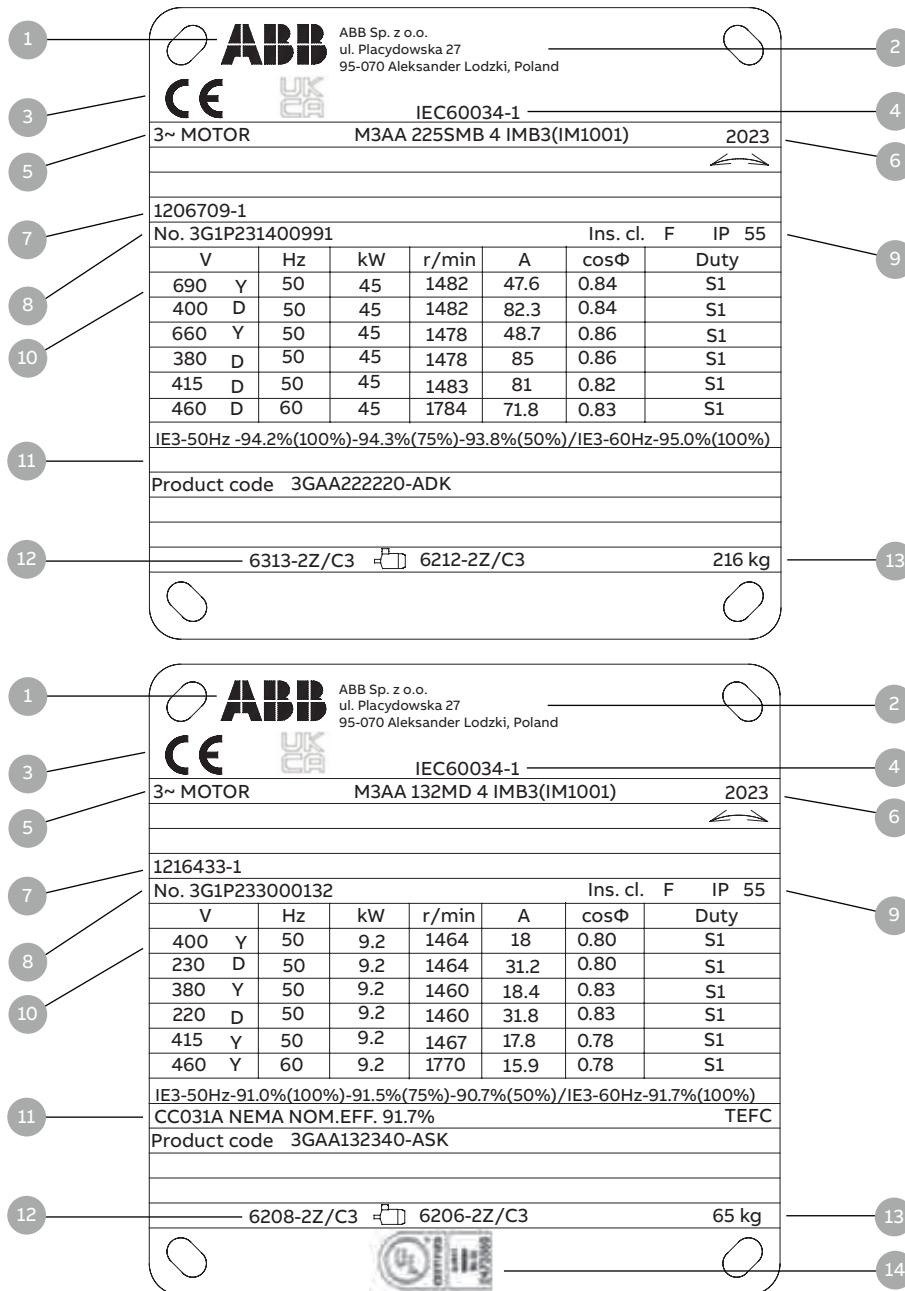 1
ABB
ABB Sp. z o.o.
ul. Placydowska 27
95-070 Aleksander Lodzki, Poland
2
3
CE
UK
CA
IEC60034-1
4
5
3~ MOTOR M3AA 225SMB 4 IMB3(IM1001) 2023
6
7
1206709-1
8
No. 3G1P231400991 Ins. cl. F IP 55
9
V Hz kW r/min A cosΦ Duty
10
690 Y 50 45 1482 47.6 0.84 S1
400 D 50 45 1482 82.3 0.84 S1
660 Y 50 45 1478 48.7 0.86 S1
380 D 50 45 1478 85 0.86 S1
415 D 50 45 1483 81 0.82 S1
460 D 60 45 1784 71.8 0.83 S1
IE3-50Hz -94.2%(100%)-94.3%(75%)-93.8%(50%)/IE3-60Hz-95.0%(100%)
11
Product code 3GAA222220-ADK
12
6313-2Z/C3 6212-2Z/C3 216 kg
13
1
ABB
ABB Sp. z o.o.
ul. Placydowska 27
95-070 Aleksander Lodzki, Poland
2
3
CE
UK
CA
IEC60034-1
4
5
3~ MOTOR M3AA 132MD 4 IMB3(IM1001) 2023
6
7
1216433-1
8
No. 3G1P233000132 Ins. cl. F IP 55
9
V Hz kW r/min A cosΦ Duty
10
400 Y 50 9.2 1464 18 0.80 S1
230 D 50 9.2 1464 31.2 0.80 S1
380 Y 50 9.2 1460 18.4 0.83 S1
220 D 50 9.2 1460 31.8 0.83 S1
415 Y 50 9.2 1467 17.8 0.78 S1
460 Y 60 9.2 1770 15.9 0.78 S1
IE3-50Hz-91.0%(100%)-91.5%(75%)-90.7%(50%)/IE3-60Hz-91.7%(100%)
11
CC031A NEMA NOM.EFF. 91.7% TEFC
Product code 3GAA132340-ASK
12
6208-2Z/C3 6206-2Z/C3 65 kg
13
UL
CERTIFIED
14